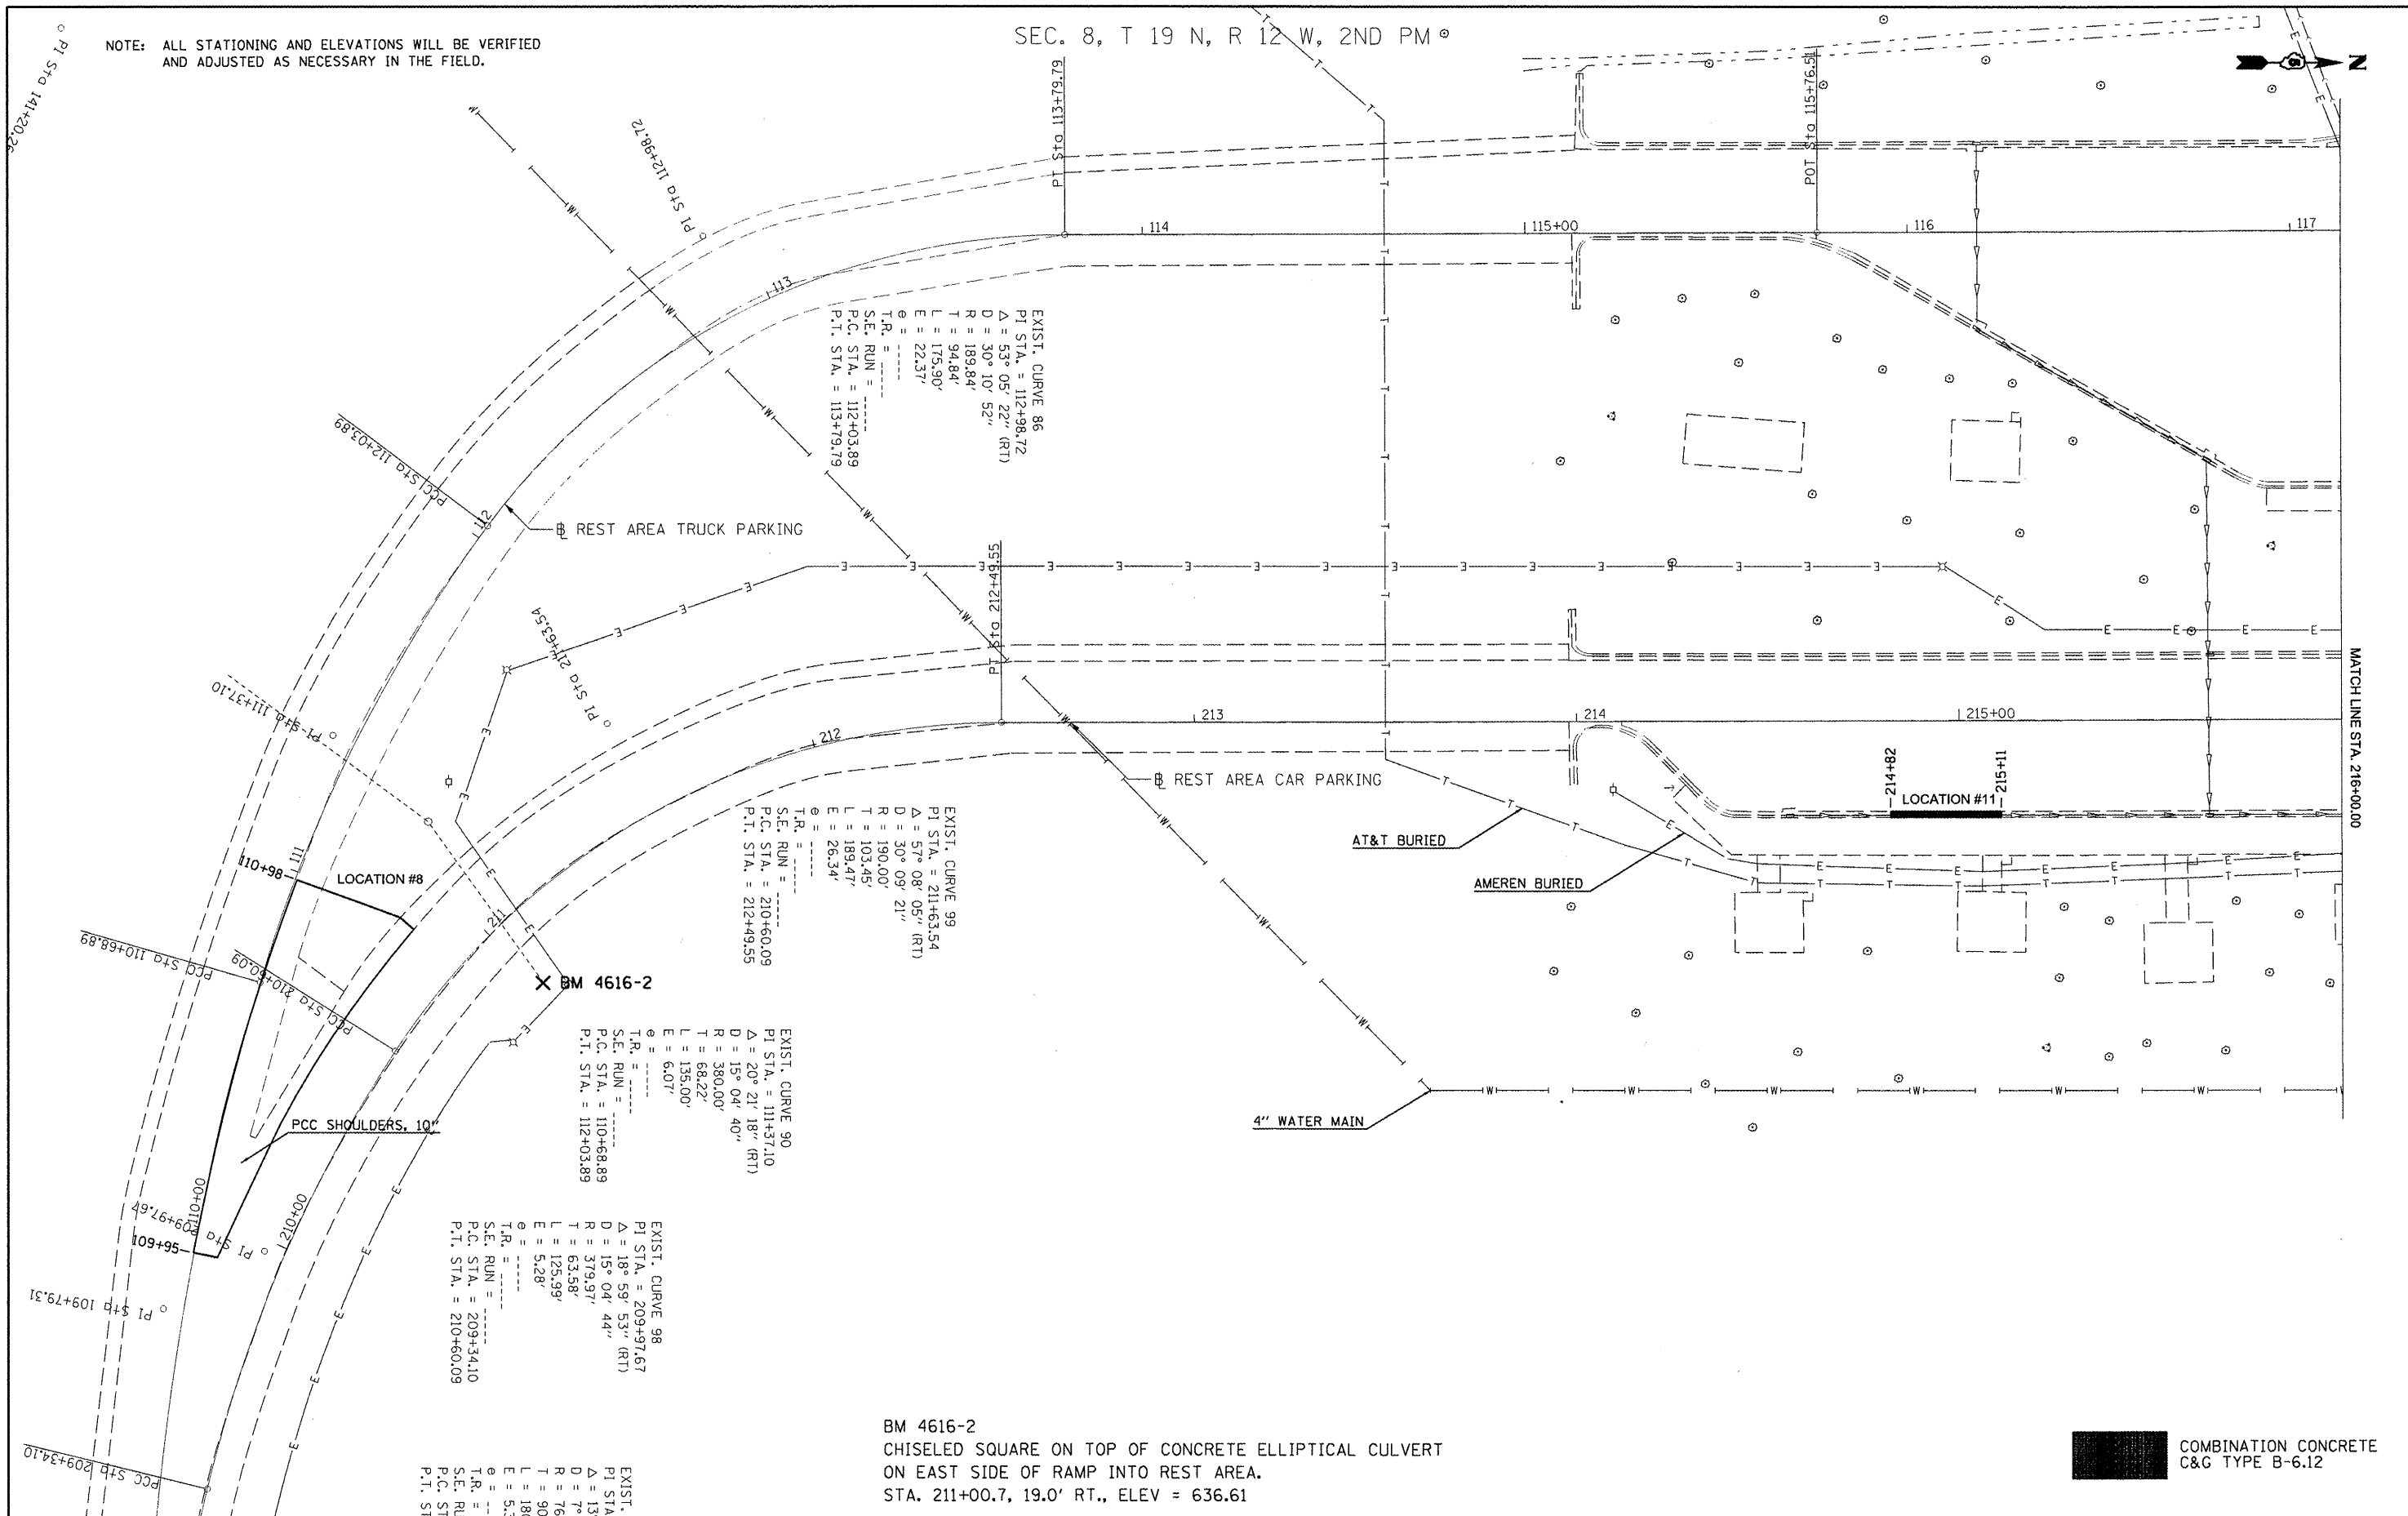 SEC. 8, T 19 N, R 12 W, 2ND PM
NOTE: ALL STATIONING AND ELEVATIONS WILL BE VERIFIED
AND ADJUSTED AS NECESSARY IN THE FIELD.
N
PI Sta 141+20.26
PI Sta 112+98.72
PT Sta 113+79.79
POT Sta 115+76.51
114
115+00
116
117
113
EXIST. CURVE 86
PI STA. = 112+98.72
Δ = 53° 05' 22" (RT)
D = 30° 10' 52"
R = 189.84'
T = 94.84'
L = 175.90'
E = 22.37'
e = -----
T.R. = -----
S.E. RUN = -----
P.C. STA. = 112+03.89
P.T. STA. = 113+79.79
PCC Sta 112+03.89
112
℄ REST AREA TRUCK PARKING
PT Sta 212+49.55
PI Sta 211+63.54
PI Sta 111+37.10
212
213
214
215+00
℄ REST AREA CAR PARKING
214+82
215+11
LOCATION #11
MATCH LINE STA. 216+00.00
AT&T BURIED
AMEREN BURIED
EXIST. CURVE 99
PI STA. = 211+63.54
Δ = 57° 08' 05" (RT)
D = 30° 09' 21"
R = 190.00'
T = 103.45'
L = 189.47'
E = 26.34'
e = -----
T.R. = -----
S.E. RUN = -----
P.C. STA. = 210+60.09
P.T. STA. = 212+49.55
111
110+98
LOCATION #8
211
PCC Sta 110+68.89
PCC Sta 210+60.09
BM 4616-2
EXIST. CURVE 90
PI STA. = 111+37.10
Δ = 20° 21' 18" (RT)
D = 15° 04' 40"
R = 380.00'
T = 68.22'
L = 135.00'
E = 6.07'
e = -----
T.R. = -----
S.E. RUN = -----
P.C. STA. = 110+68.89
P.T. STA. = 112+03.89
4" WATER MAIN
PCC SHOULDERS, 10"
110+00
210+00
PI Sta 209+97.67
109+95
PI Sta 109+79.31
EXIST. CURVE 98
PI STA. = 209+97.67
Δ = 18° 59' 53" (RT)
D = 15° 04' 44"
R = 379.97'
T = 63.58'
L = 125.99'
E = 5.28'
e = -----
T.R. = -----
S.E. RUN = -----
P.C. STA. = 209+34.10
P.T. STA. = 210+60.09
PCC Sta 209+34.10
EXIST.
PI STA
Δ = 13°
D = 7°
R = 76
T = 90
L = 180
E = 5.3
e = --
T.R. =
S.E. RU
P.C. ST
P.T. ST
BM 4616-2
CHISELED SQUARE ON TOP OF CONCRETE ELLIPTICAL CULVERT
ON EAST SIDE OF RAMP INTO REST AREA.
STA. 211+00.7, 19.0' RT., ELEV = 636.61
COMBINATION CONCRETE
C&G TYPE B-6.12